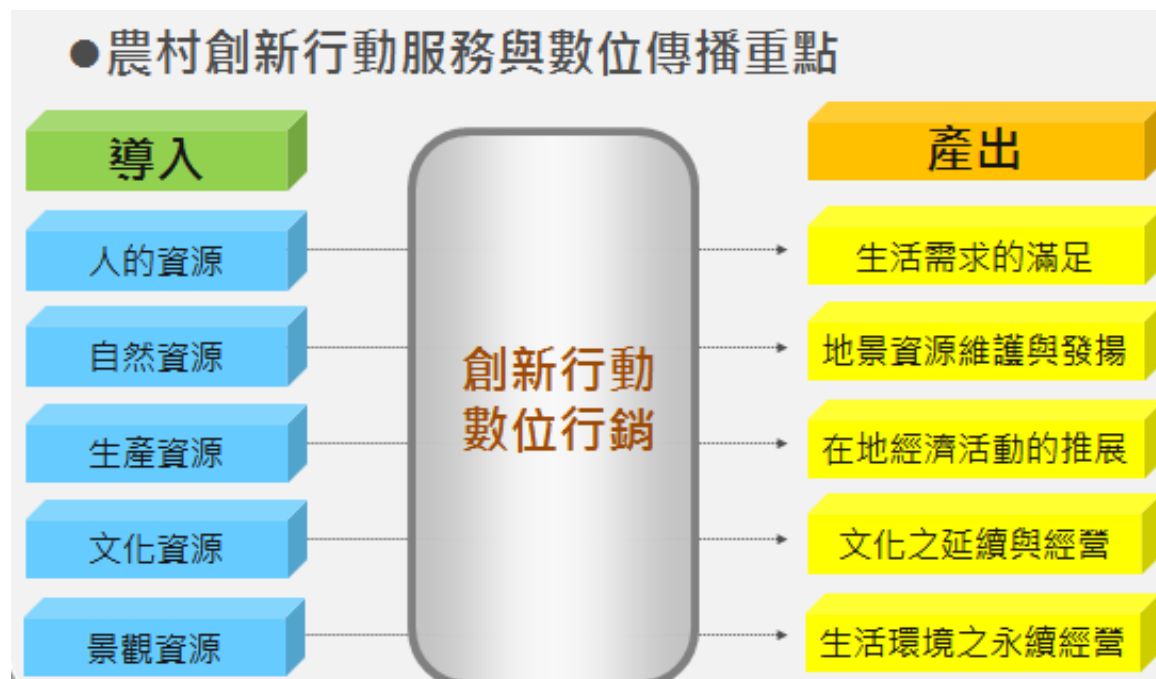 ●農村創新行動服務與數位傳播重點
導入
產出
人的資源
生活需求的滿足
自然資源
地景資源維護與發揚
創新行動
數位行銷
生產資源
在地經濟活動的推展
文化資源
文化之延續與經營
景觀資源
生活環境之永續經營